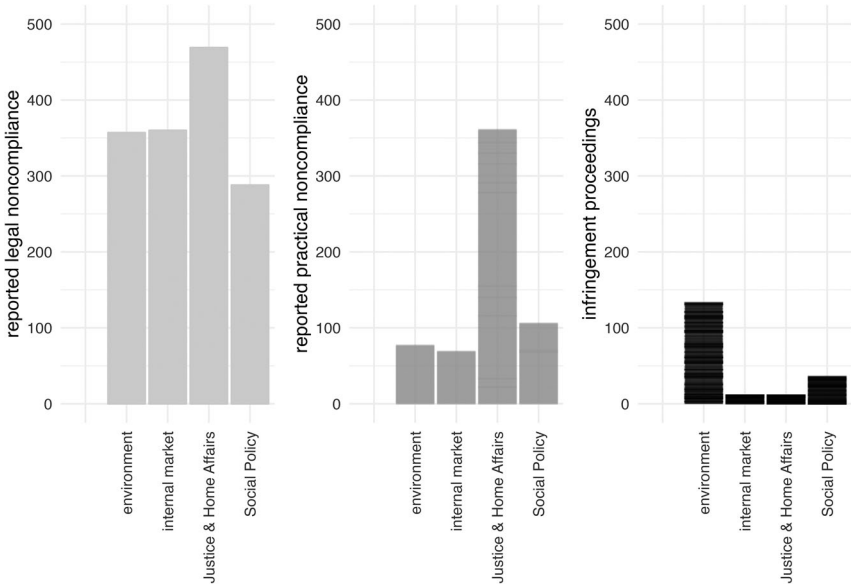 reported legal noncompliance
500
400
300
200
100
0
environment
internal market
Justice & Home Affairs
Social Policy
reported practical noncompliance
500
400
300
200
100
0
environment
internal market
Justice & Home Affairs
Social Policy
infringement proceedings
500
400
300
200
100
0
environment
internal market
Justice & Home Affairs
Social Policy